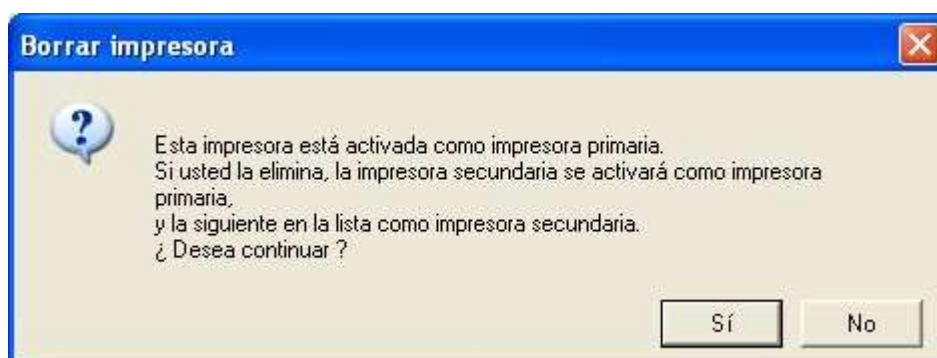 Borrar impresora
Esta impresora está activada como impresora primaria.
Si usted la elimina, la impresora secundaria se activará como impresora
primaria,
y la siguiente en la lista como impresora secundaria.
¿ Desea continuar ?
Sí No